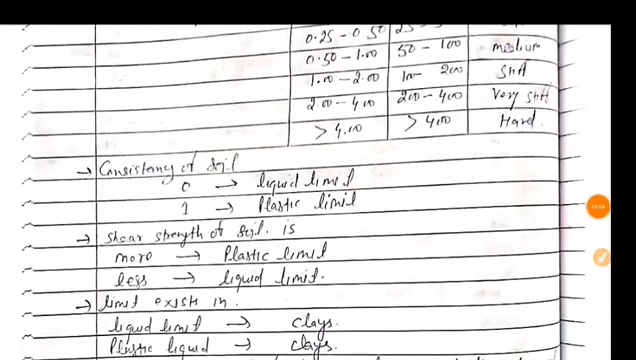 0.25 - 0.50 25 -
0.50 - 1.00 50 - 100 medium
1.00 - 2.00 100 - 200 Stiff
2.00 - 4.00 200 - 400 Very Stiff
> 4.00 > 400 Hard.
→ Consistency of Soil
0 → liquid limit
1 → Plastic limit
→ Shear strength of soil. is
more → Plastic limit
less → liquid limit.
→ limit exists in.
liquid limit → clays.
Plastic liquid → clays.